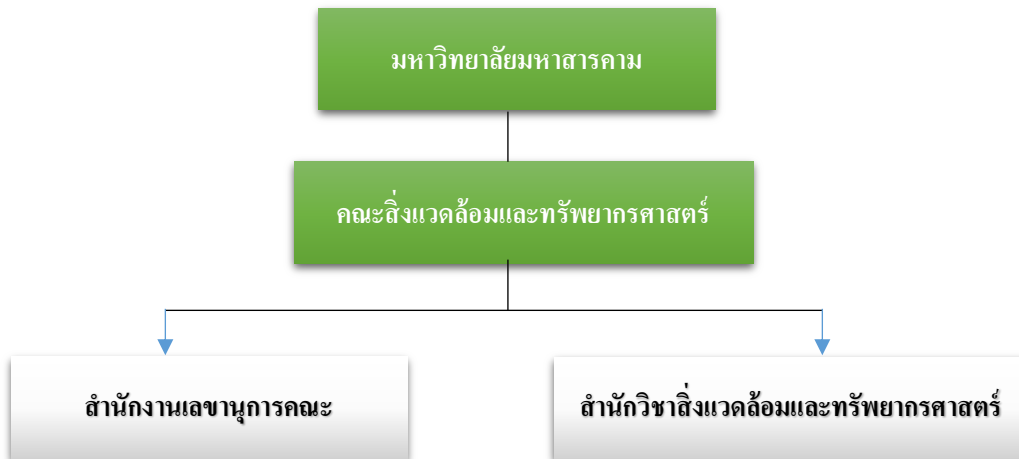 มหาวิทยาลัยมหาสารคาม
คณะสิ่งแวดล้อมและทรัพยากรศาสตร์
สำนักงานเลขานุการคณะ
สำนักวิชาสิ่งแวดล้อมและทรัพยากรศาสตร์